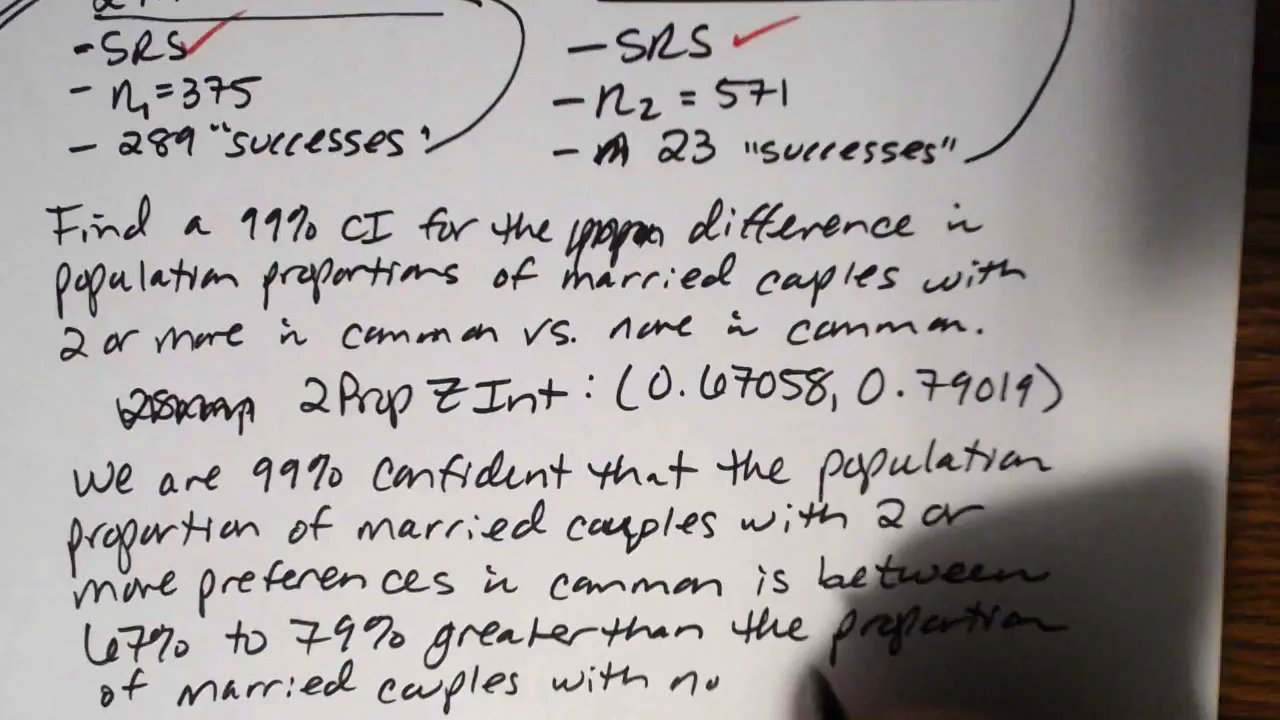 - SRS ✓
- n₁ = 375
- 289 "successes"
- SRS ✓
- n₂ = 571
- 23 "successes"
Find a 99% CI for the difference in
population proportions of married couples with
2 or more in common vs. none in common.
2 Prop Z Int : (0.67058, 0.79019)
We are 99% confident that the population
proportion of married couples with 2 or
more preferences in common is between
67% to 79% greater than the proportion
of married couples with no